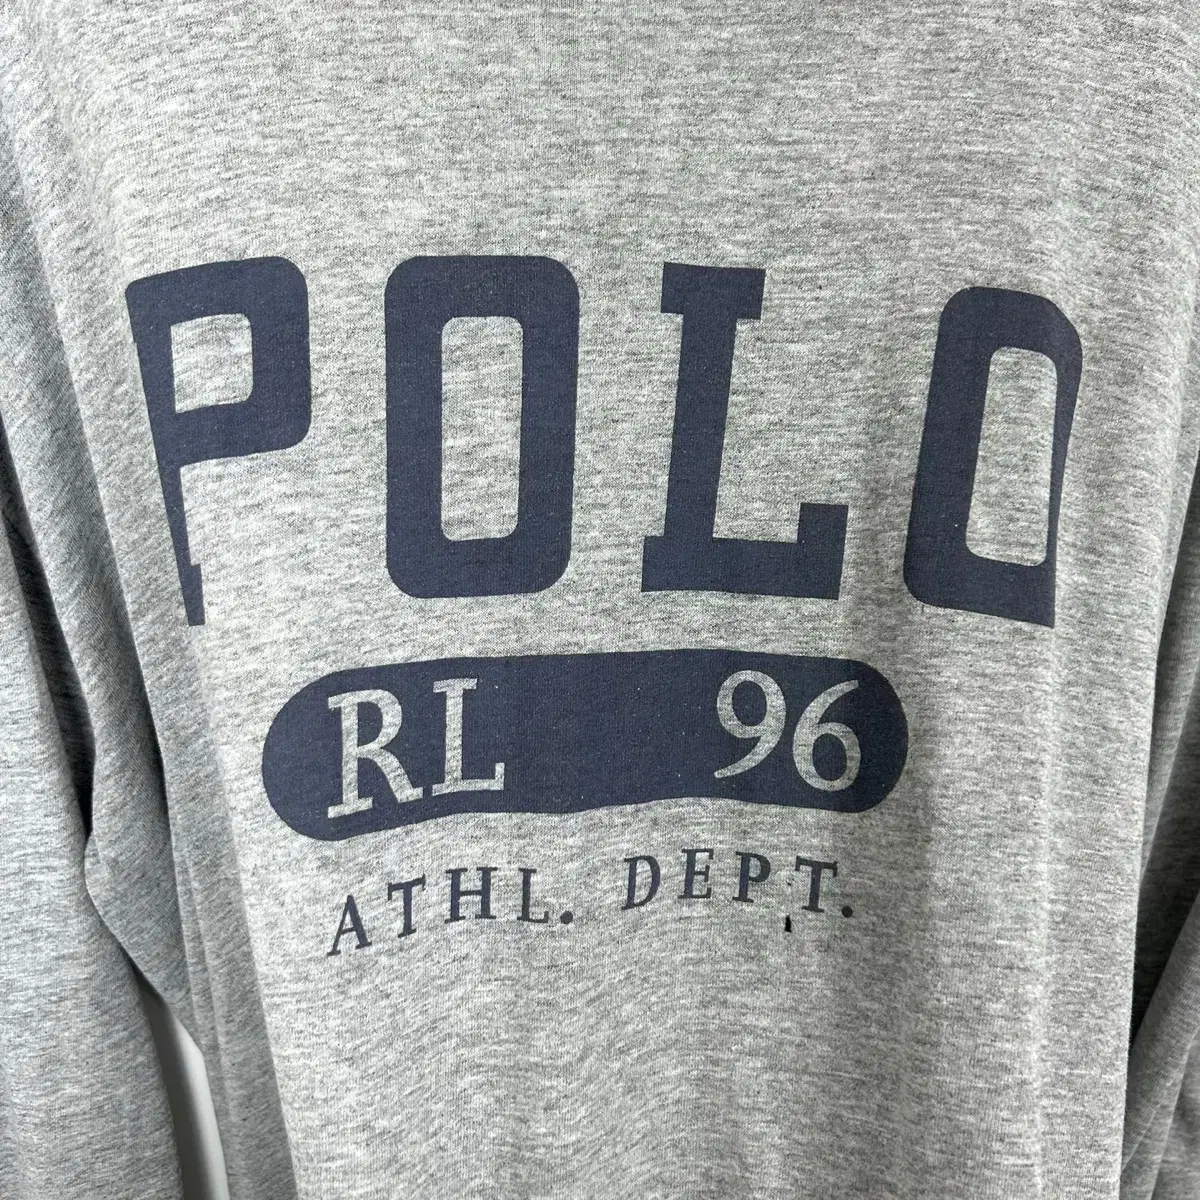 POLO
RL 96
ATHL. DEPT.